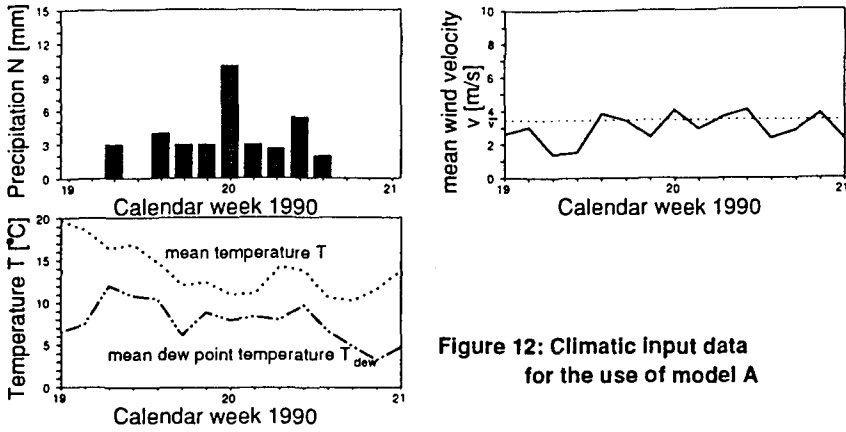 Precipitation N [mm]
15
12
9
6
3
0
19
20
21
Calendar week 1990
mean wind velocity
v [m/s]
10
8
6
4
2
0
19
20
21
Calendar week 1990
Temperature T [°C]
20
15
10
5
0
mean temperature T
mean dew point temperature T dew
19
20
21
Calendar week 1990
Figure 12: Climatic input data
for the use of model A